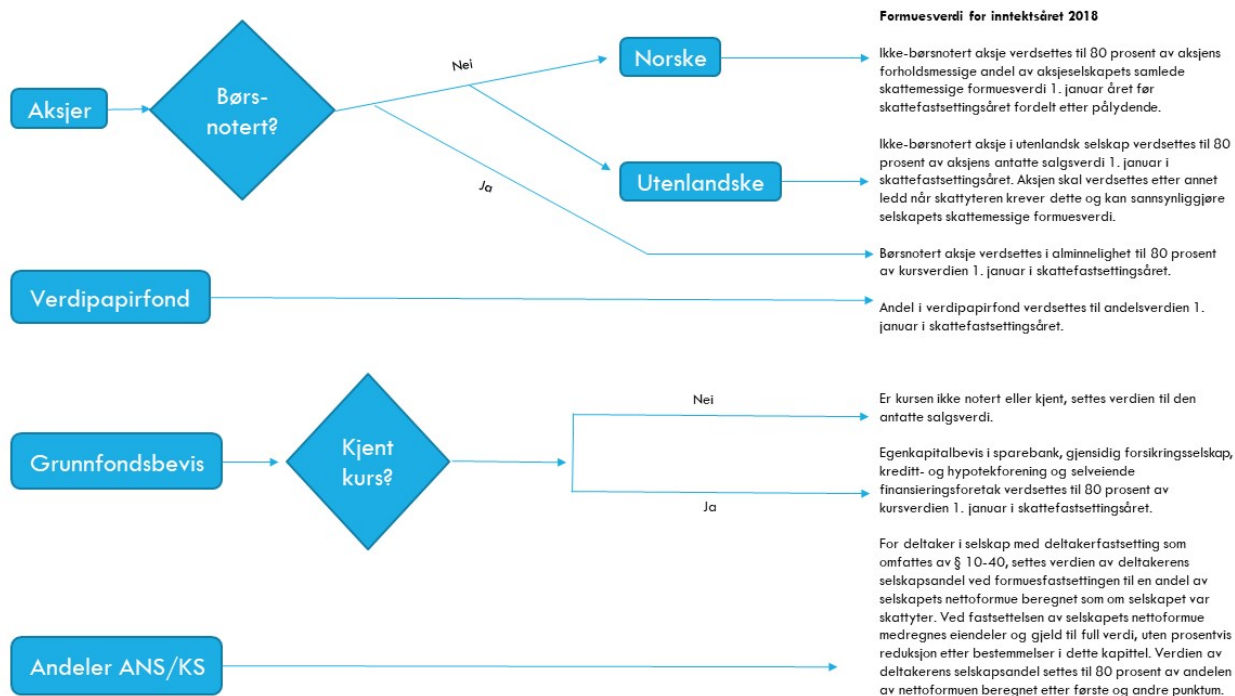 Formuesverdi for inntektsåret 2018
Aksjer
Børs-
notert?
Nei
Ja
Norske
Ikke-børsnotert aksje verdsettes til 80 prosent av aksjens
forholdsmessige andel av aksjeselskapets samlede
skattemessige formuesverdi 1. januar året før
skattefastsettingsåret fordelt etter pålydende.
Utenlandske
Ikke-børsnotert aksje i utenlandsk selskap verdsettes til 80
prosent av aksjens antatte salgsverdi 1. januar i
skattefastsettingsåret. Aksjen skal verdsettes etter annet
ledd når skattyteren krever dette og kan sannsynliggjøre
selskapets skattemessige formuesverdi.
Børsnotert aksje verdsettes i alminnelighet til 80 prosent
av kursverdien 1. januar i skattefastsettingsåret.
Verdipapirfond
Andel i verdipapirfond verdsettes til andelsverdien 1.
januar i skattefastsettingsåret.
Grunnfondsbevis
Kjent
kurs?
Nei
Er kursen ikke notert eller kjent, settes verdien til den
antatte salgsverdi.
Ja
Egenkapitalbevis i sparebank, gjensidig forsikringsselskap,
kreditt- og hypotekforening og selveiende
finansieringsforetak verdsettes til 80 prosent av
kursverdien 1. januar i skattefastsettingsåret.
Andeler ANS/KS
For deltaker i selskap med deltakerfastsetting som
omfattes av § 10-40, settes verdien av deltakerens
selskapsandel ved formuesfastsettingen til en andel av
selskapets nettoformue beregnet som om selskapet var
skattyter. Ved fastsettelsen av selskapets nettoformue
medregnes eiendeler og gjeld til full verdi, uten prosentvis
reduksjon etter bestemmelser i dette kapittel. Verdien av
deltakerens selskapsandel settes til 80 prosent av andelen
av nettoformuen beregnet etter første og andre punktum.